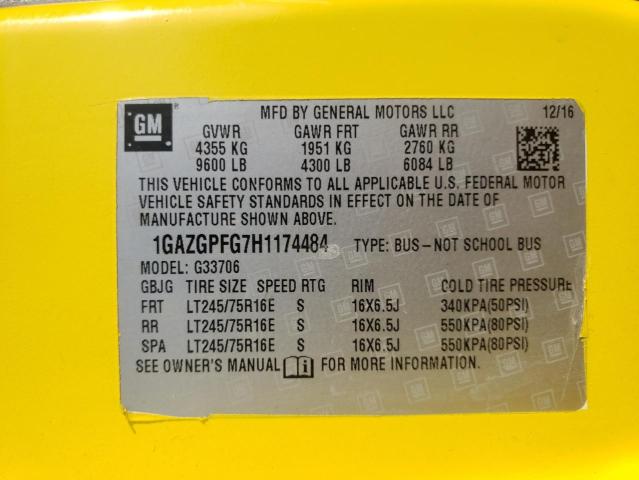 GM ® MFD BY GENERAL MOTORS LLC 12/16
GVWR GAWR FRT GAWR RR
4355 KG 1951 KG 2760 KG
9600 LB 4300 LB 6084 LB
THIS VEHICLE CONFORMS TO ALL APPLICABLE U.S. FEDERAL MOTOR
VEHICLE SAFETY STANDARDS IN EFFECT ON THE DATE OF
MANUFACTURE SHOWN ABOVE.
1GAZGPFG7H1174484 TYPE: BUS-NOT SCHOOL BUS
MODEL: G33706
GBJG TIRE SIZE SPEED RTG RIM COLD TIRE PRESSURE
FRT LT245/75R16E S 16X6.5J 340KPA(50PSI)
RR LT245/75R16E S 16X6.5J 550KPA(80PSI)
SPA LT245/75R16E S 16X6.5J 550KPA(80PSI)
SEE OWNER'S MANUAL FOR MORE INFORMATION.